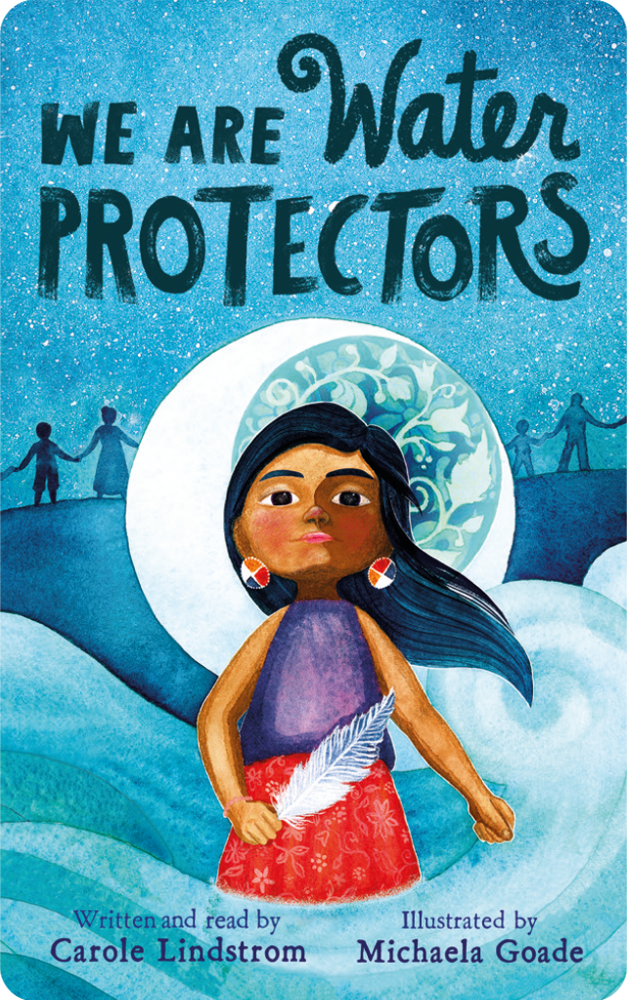 WE ARE Water
PROTECTORS
Written and read by
Carole Lindstrom
Illustrated by
Michaela Goade